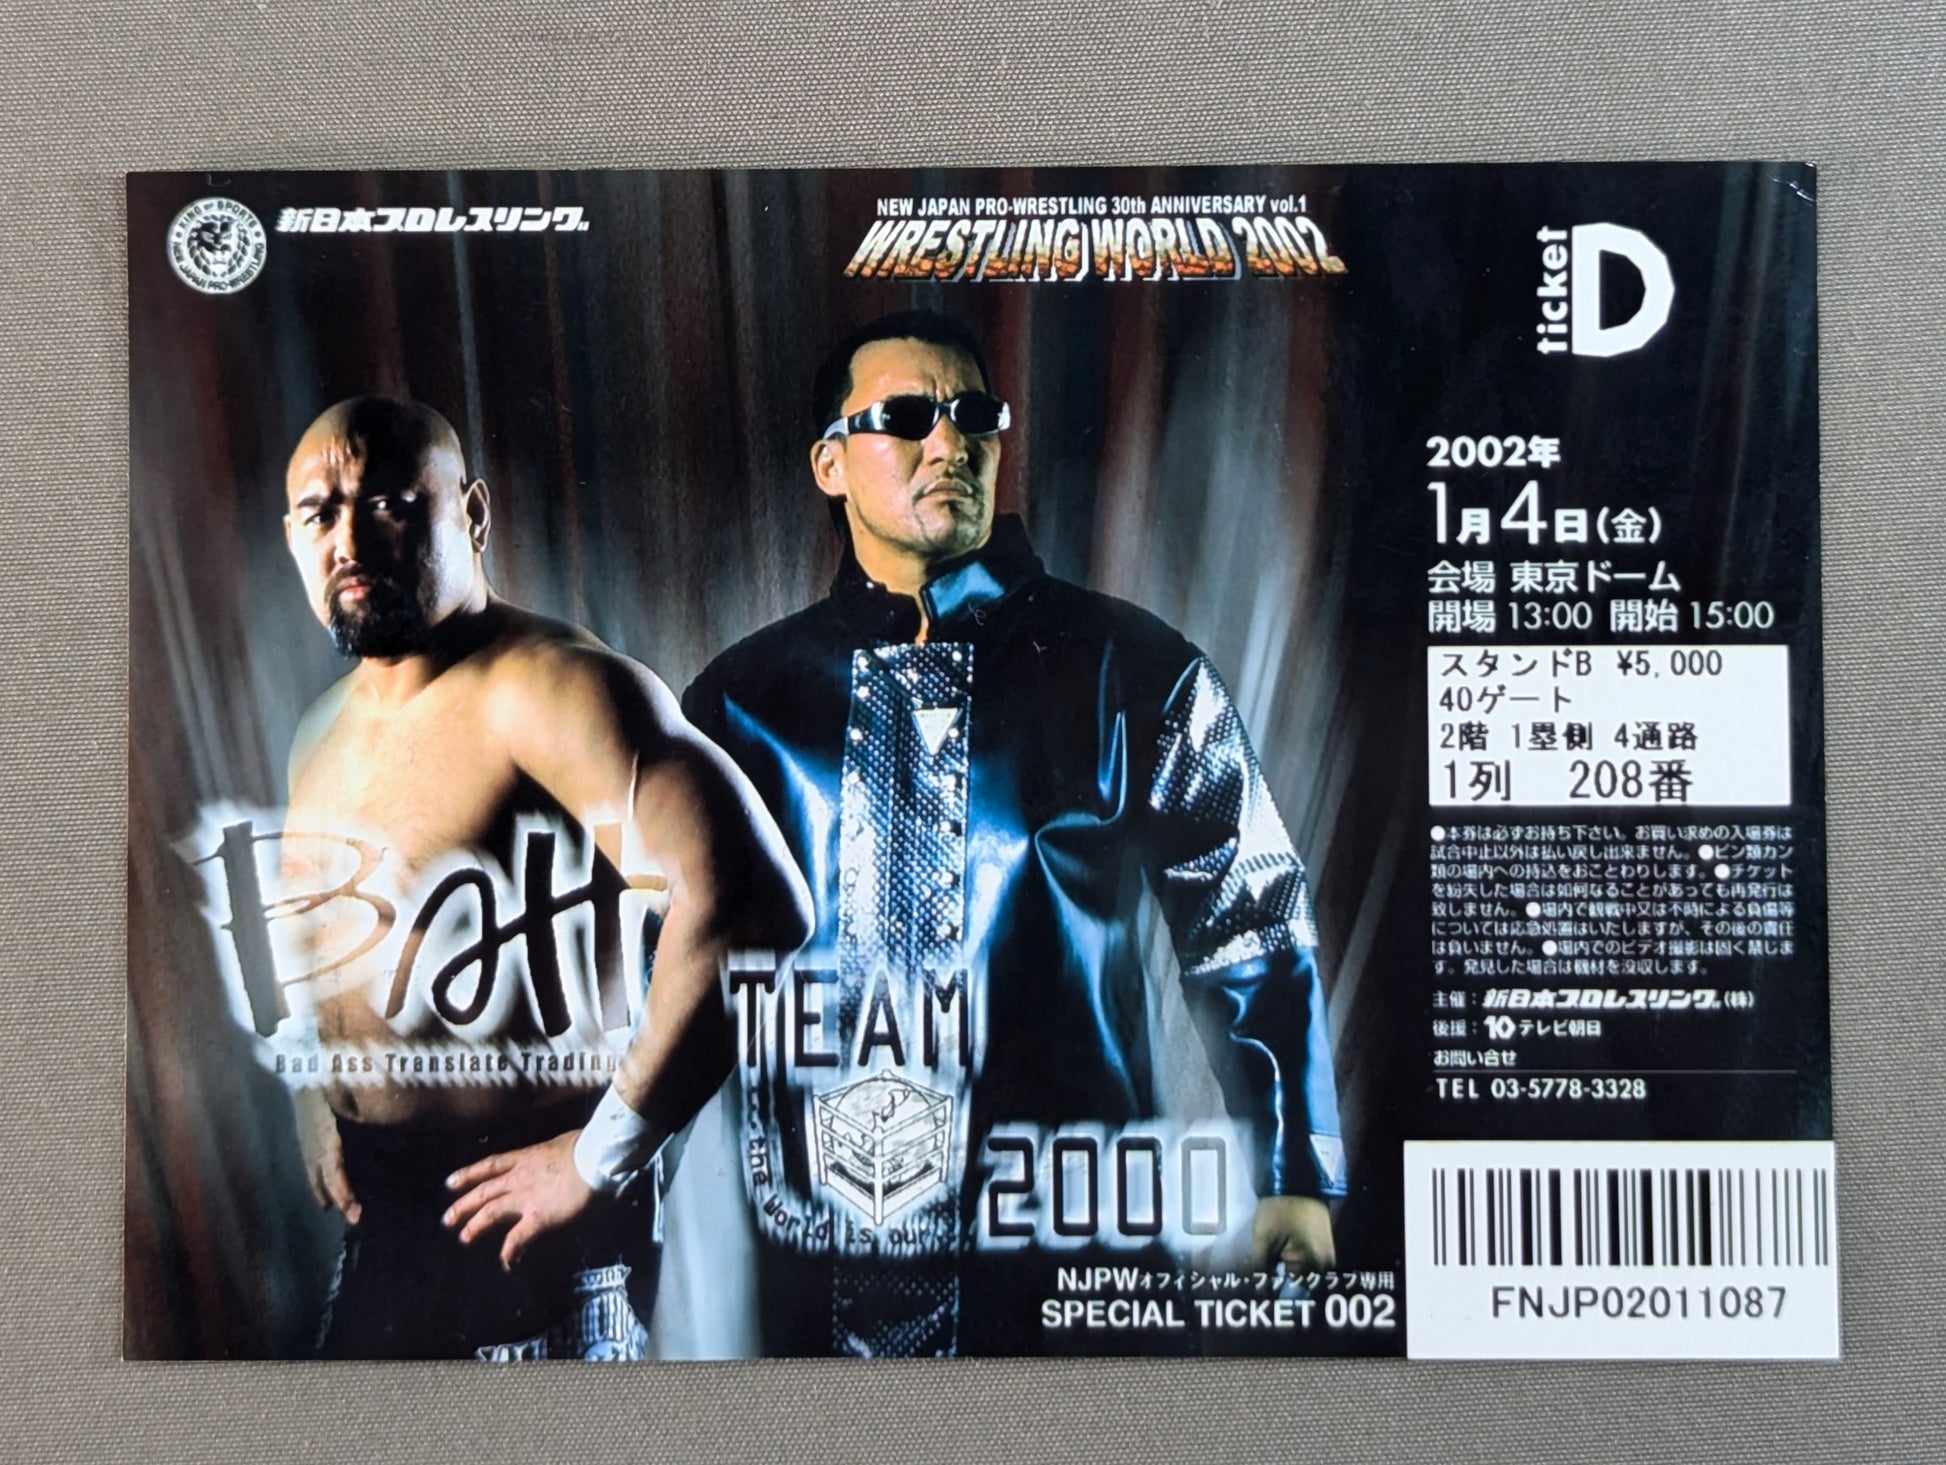 KING OF SPORTS
NEW JAPAN PRO-WRESTLING
新日本プロレスリング
NEW JAPAN PRO-WRESTLING 30th ANNIVERSARY vol.1
WRESTLING WORLD 2002
ticket D
2002年
1月4日(金)
会場 東京ドーム
開場 13:00 開始 15:00
スタンドB ¥5,000
40ゲート
2階 1塁側 4通路
1列 208番
●本券は必ずお持ち下さい。お買い求めの入場券は
試合中止以外は払い戻し出来ません。●ビン類カン
類の場内への持込をおことわりします。●チケット
を紛失した場合は如何なることがあっても再発行は
致しません。●場内で観戦中又は不時による負傷等
については応急処置はいたしますが、その後の責任
は負いません。●場内でのビデオ撮影は固く禁じま
す。発見した場合は機材を没収します。
主催:新日本プロレスリング(株)
後援:10テレビ朝日
お問い合せ
TEL 03-5778-3328
BATT
Bad Ass Translate Trading
TEAM
2000
...the World is our...
NJPWオフィシャル・ファンクラブ専用
SPECIAL TICKET 002
FNJP02011087